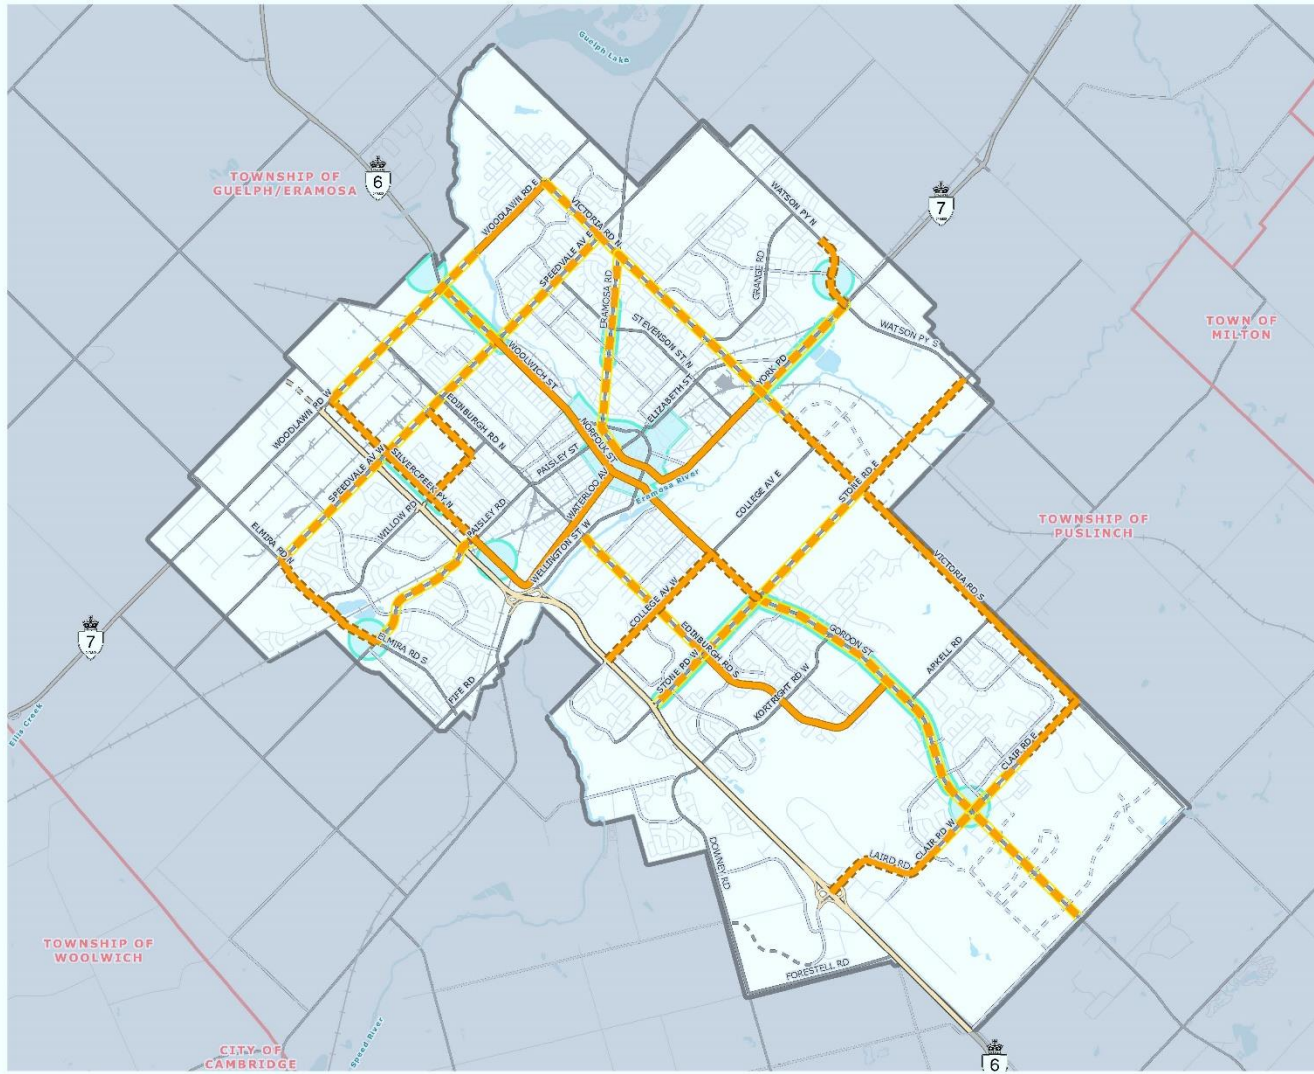 Guelph Lake
TOWNSHIP OF
GUELPH/ERAMOSA
6
7
WOODLAWN RD E
VICTORIA RD N
SPEEDVALE AV E
ERAMOSA RD
WATSON PY N
GRANGE RD
WATSON PY S
TOWN OF
MILTON
STEVENSON ST N
YORK RD
ELIZABETH ST
WOOLWICH ST
NORFOLK ST
EDINBURGH RD N
WOODLAWN RD W
SPEEDVALE AV W
SILVERCREEK PY N
PAISLEY ST
WATERLOO AV
Eramosa River
COLLEGE AV E
STONE RD E
TOWNSHIP OF
PUSLINCH
ELMIRA RD N
WILLOW RD
PAISLEY RD
WELLINGTON ST W
VICTORIA RD S
COLLEGE AV W
7
ELMIRA RD S
FIFE RD
EDINBURGH RD S
STONE RD W
KORTRIGHT RD W
GORDON ST
ARKELL RD
Ellis Creek
CLAIR RD E
CLAIR RD W
LAIRD RD
DOWNEY RD
FORESTELL RD
TOWNSHIP OF
WOOLWICH
Speed River
CITY OF
CAMBRIDGE
6